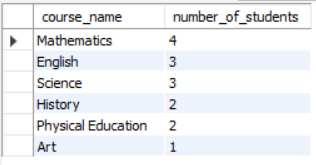 course_name number_of_students
Mathematics 4
English 3
Science 3
History 2
Physical Education 2
Art 1